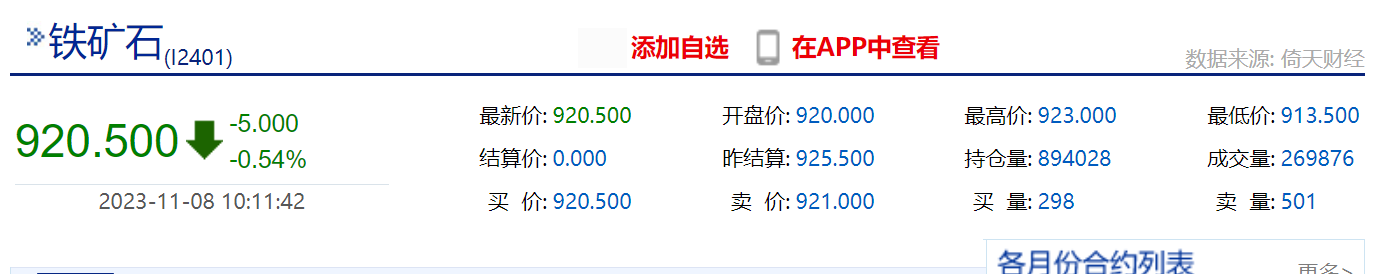 铁矿石(I2401)
添加自选 在APP中查看
数据来源: 倚天财经
920.500 -5.000
-0.54%
2023-11-08 10:11:42
最新价: 920.500 开盘价: 920.000 最高价: 923.000 最低价: 913.500
结算价: 0.000 昨结算: 925.500 持仓量: 894028 成交量: 269876
买 价: 920.500 卖 价: 921.000 买 量: 298 卖 量: 501
各月份合约列表 更多>